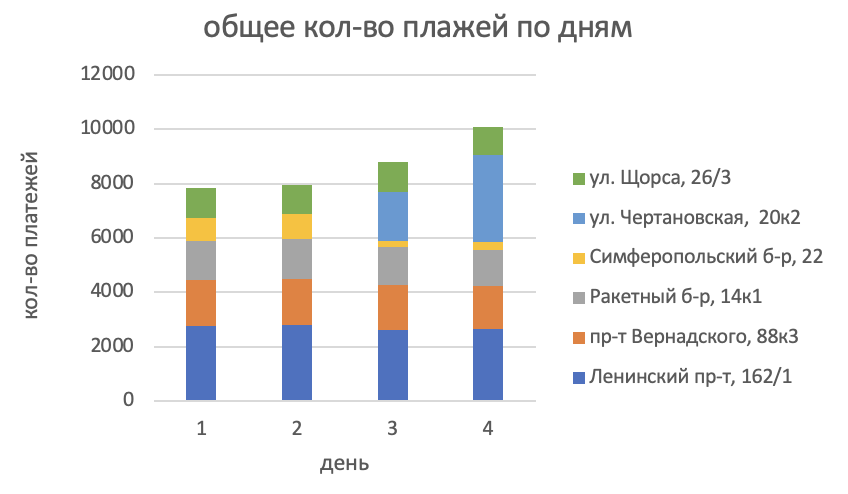 общее кол-во плажей по дням
кол-во платежей
12000
10000
8000
6000
4000
2000
0
1 2 3 4
день
ул. Щорса, 26/3
ул. Чертановская, 20к2
Симферопольский б-р, 22
Ракетный б-р, 14к1
пр-т Вернадского, 88к3
Ленинский пр-т, 162/1